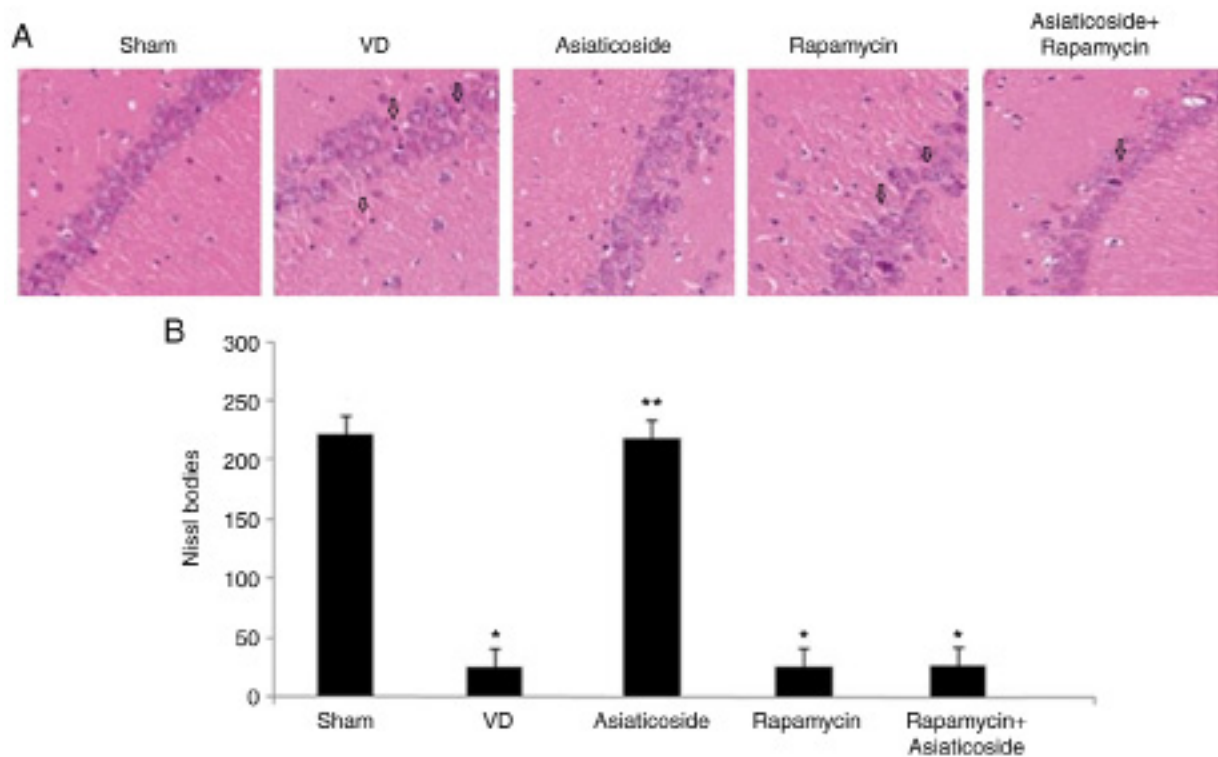 A
Sham
VD
Asiaticoside
Rapamycin
Asiaticoside+
Rapamycin
B
Nissl bodies
300
250
200
150
100
50
0
**
*
*
*
Sham
VD
Asiaticoside
Rapamycin
Rapamycin+
Asiaticoside